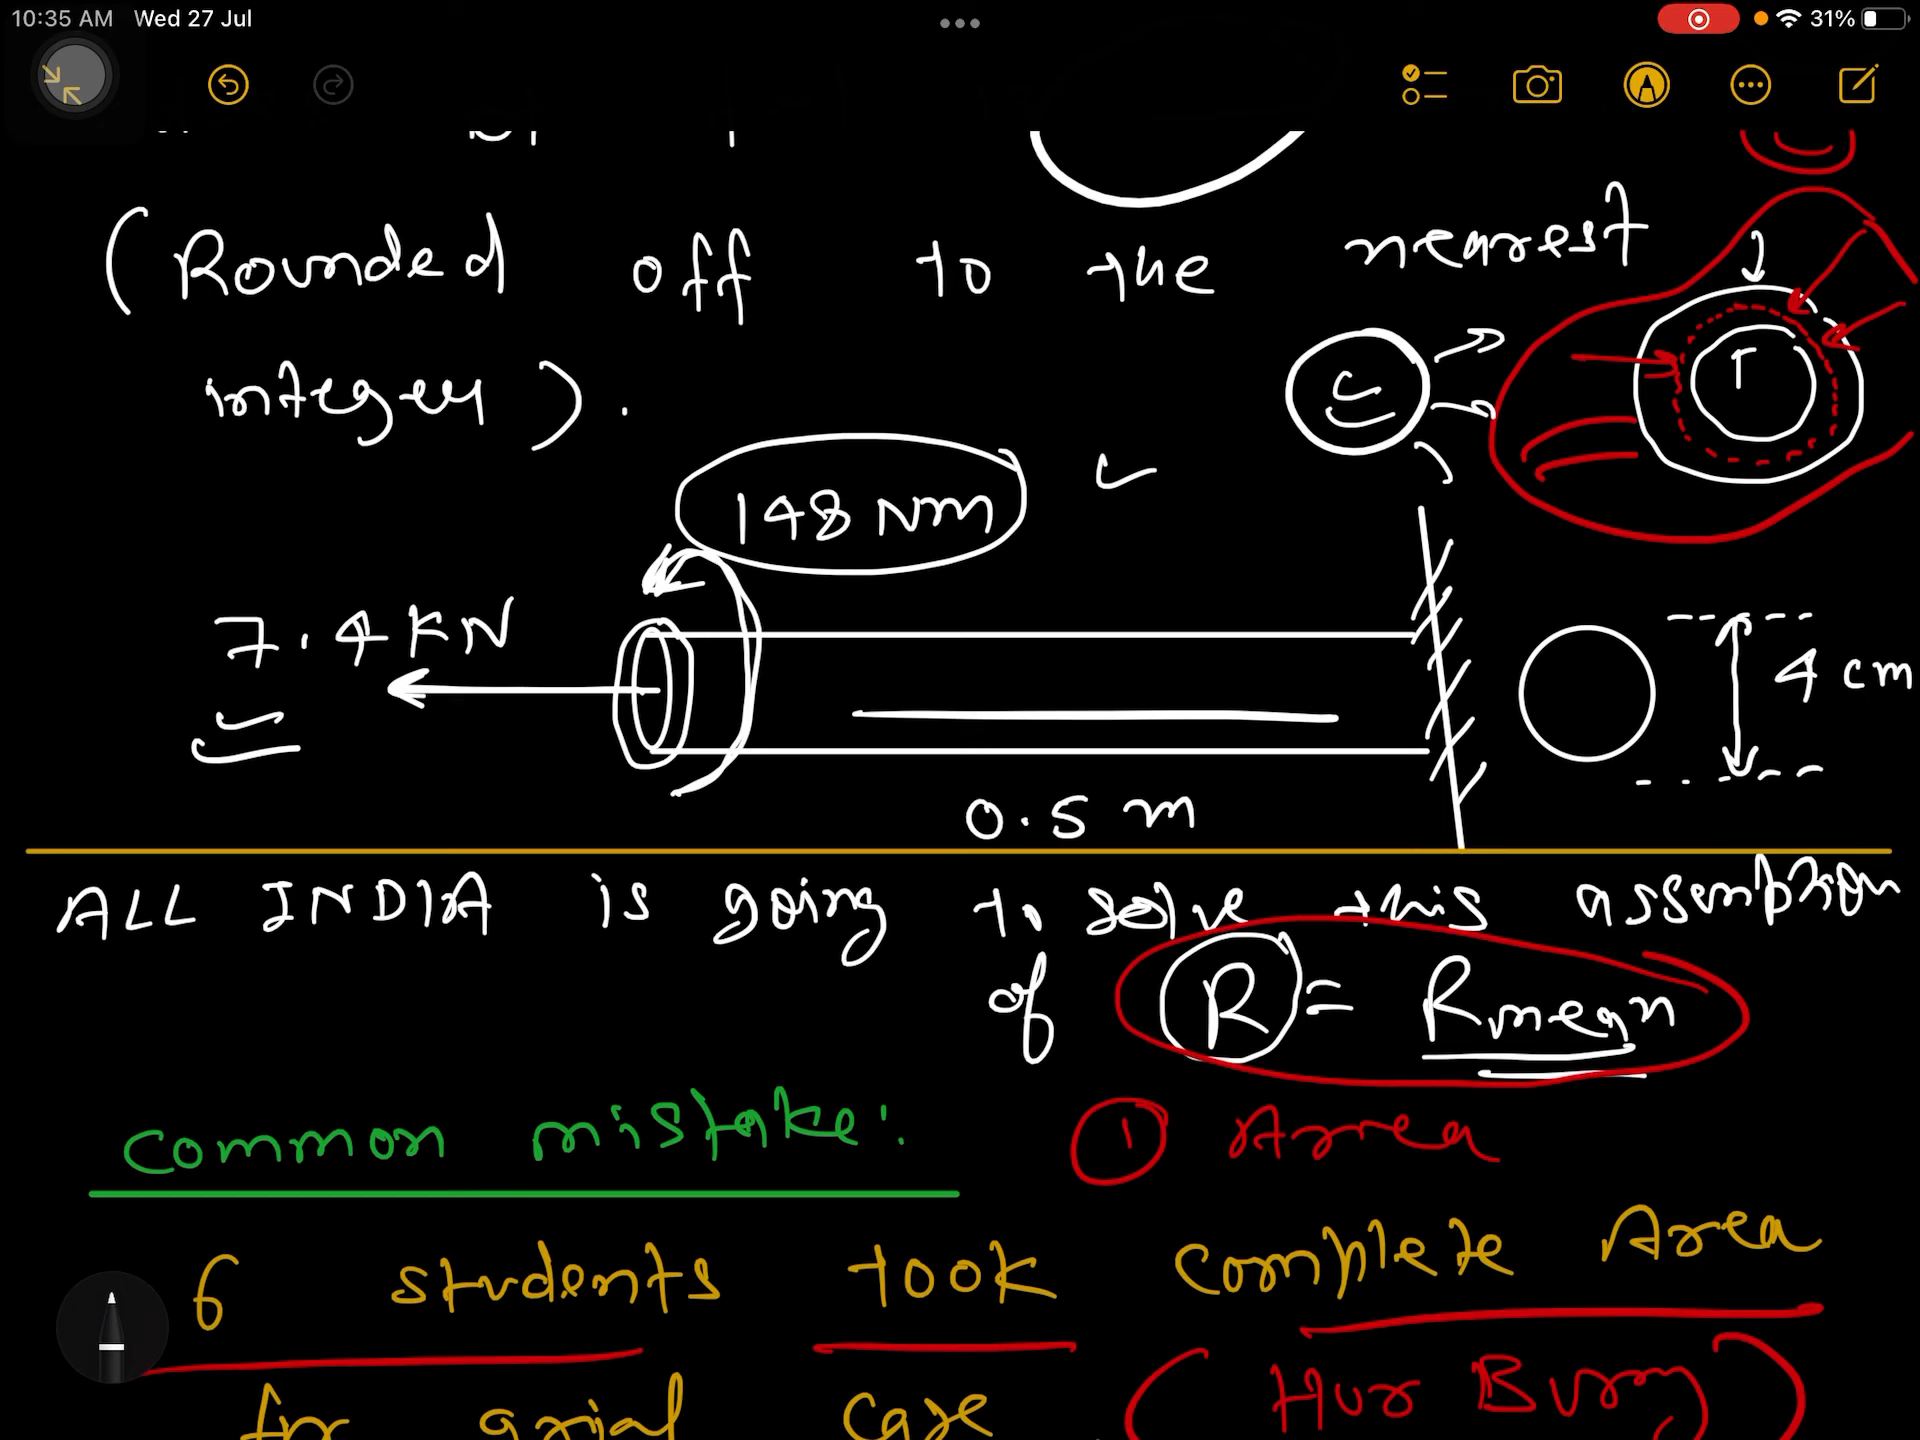 10:35 AM Wed 27 Jul
31%
(Rounded off to the nearest
integer).
148 Nm
7.4 KN
4 cm
0.5 m
ALL INDIA is going to solve this assumption
of R = Rmean
common mistake:
① Area
6 students took complete Area
for axial case